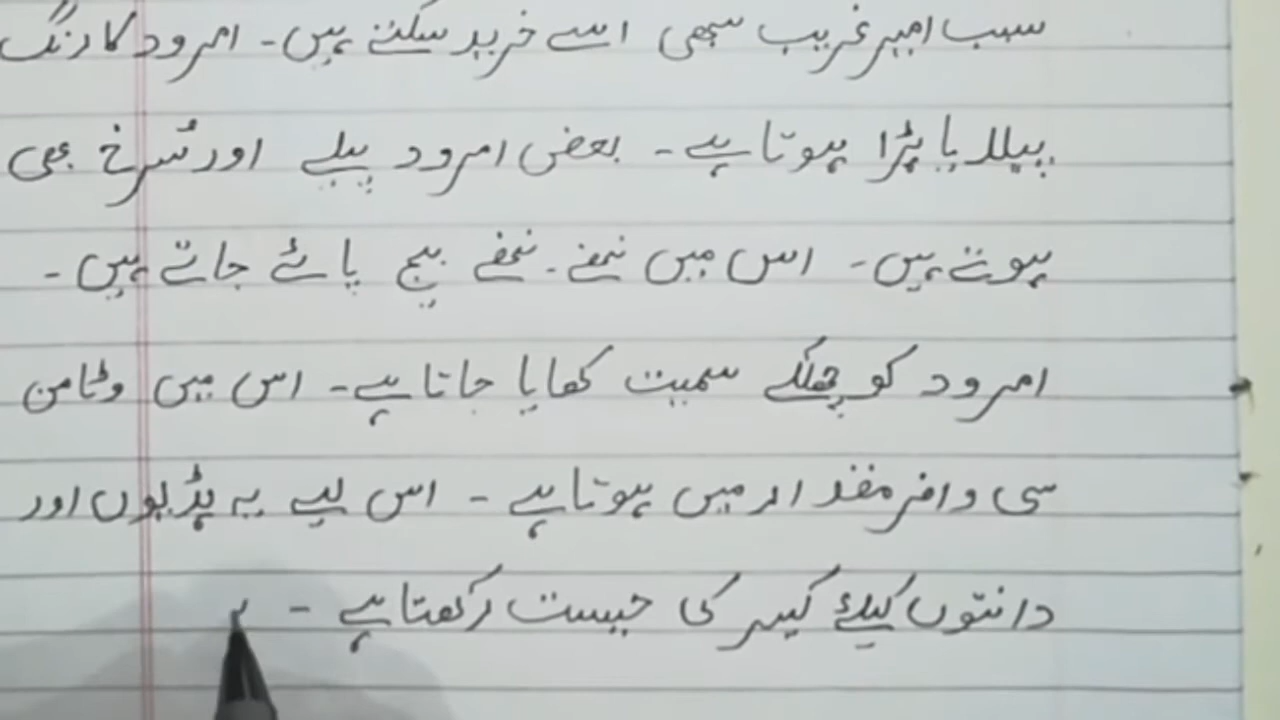 سب امیر غریب سبھی اسے خرید سکتے ہیں۔ امرود کا رنگ
پیلا یا ہرا ہوتا ہے۔ بعض امرود پیلے اور سُرخ بھی
ہوتے ہیں۔ اس میں ننھے۔ ننھے بیج پائے جاتے ہیں۔
امرود کو چھلکے سمیت کھایا جاتا ہے۔ اس میں وٹامن
سی وافر مقدار میں ہوتا ہے۔ اس لیے یہ ہڈیوں اور
دانتوں کیلئے کیسر کی حیست رکھتا ہے۔